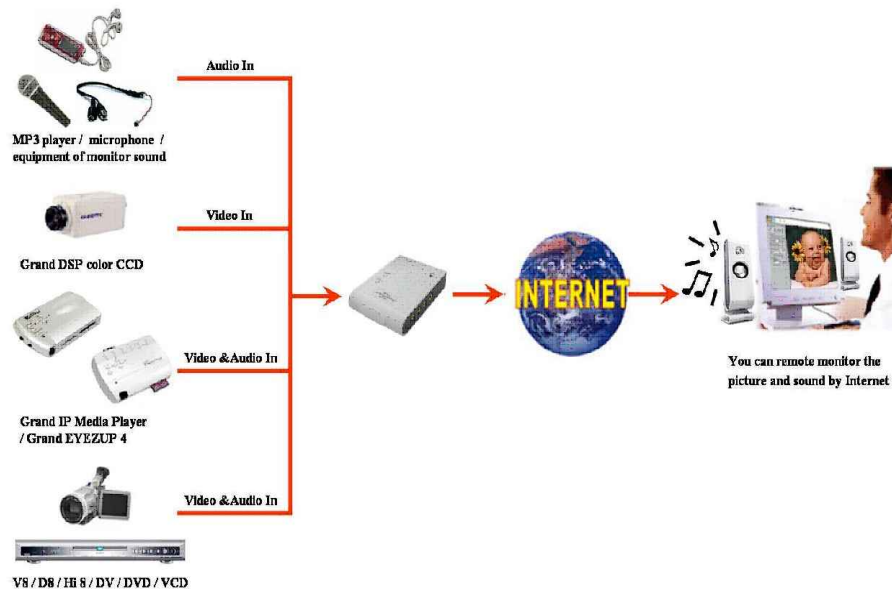 Audio In
MP3 player / microphone /
equipment of monitor sound
Video In
Grand DSP color CCD
INTERNET
Video &Audio In
You can remote monitor the
picture and sound by Internet
Grand IP Media Player
/ Grand EYEZUP 4
Video &Audio In
V8 / D8 / Hi 8 / DV / DVD / VCD